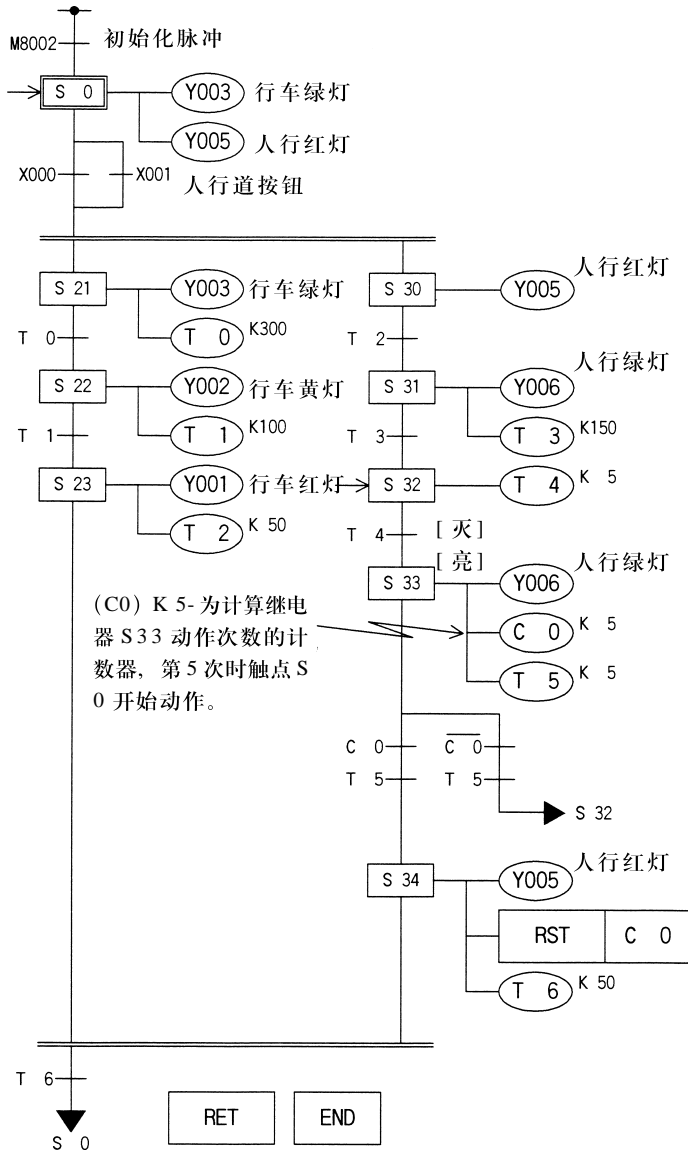 M8002 初始化脉冲
S 0 Y003 行车绿灯
Y005 人行红灯
X000 X001 人行道按钮
S 21 Y003 行车绿灯
T 0 K300
T 0
S 22 Y002 行车黄灯
T 1 K100
T 1
S 23 Y001 行车红灯
T 2 K 50
(C0) K 5-为计算继电
器 S33 动作次数的计
数器，第 5 次时触点 S
0 开始动作。
S 30 Y005 人行红灯
T 2
S 31 Y006 人行绿灯
T 3 K150
T 3
S 32 T 4 K 5
T 4 [灭]
[亮]
S 33 Y006 人行绿灯
C 0 K 5
T 5 K 5
C 0 C̅ ̅0̅
T 5 T 5
S 32
S 34 Y005 人行红灯
RST C 0
T 6 K 50
T 6
S 0
RET END